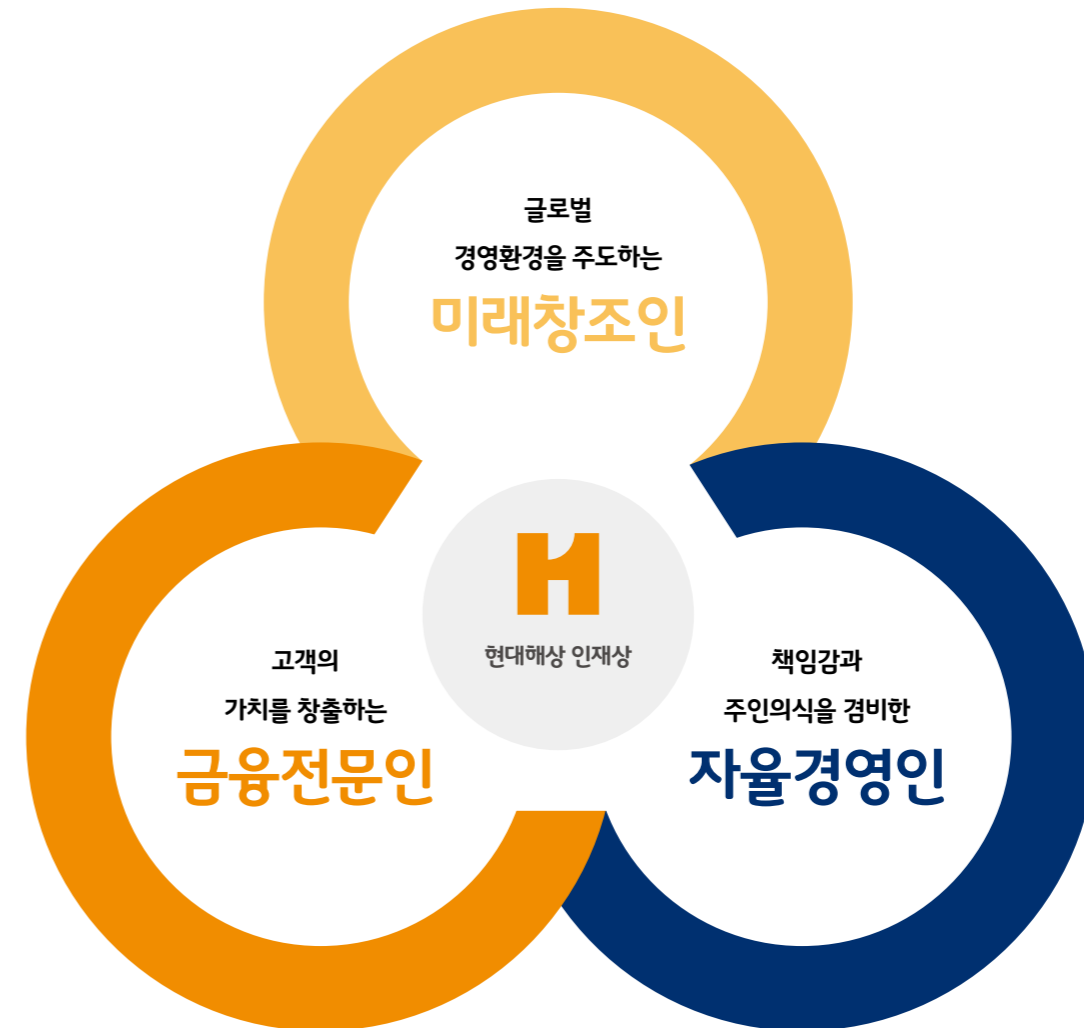 글로벌
경영환경을 주도하는
미래창조인
현대해상 인재상
고객의
가치를 창출하는
금융전문인
책임감과
주인의식을 겸비한
자율경영인